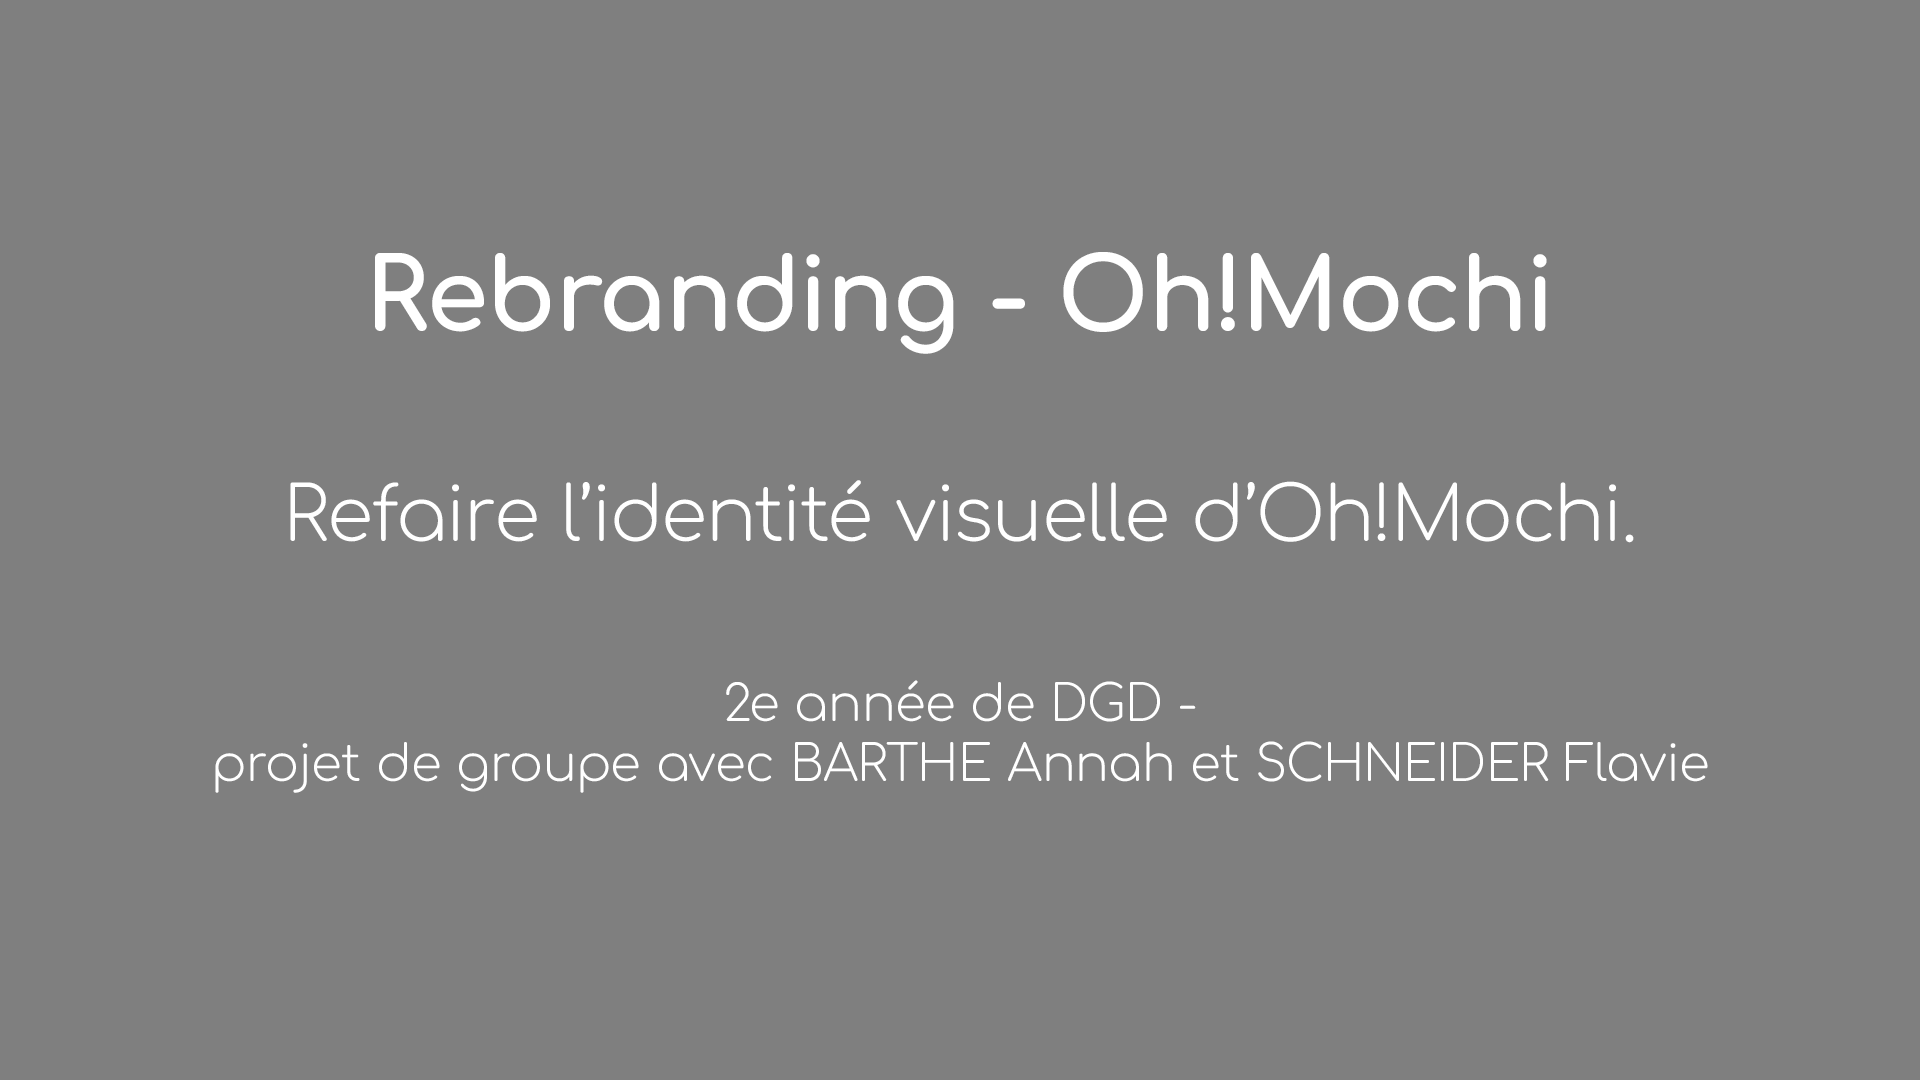 Rebranding - Oh!Mochi
Refaire l’identité visuelle d’Oh!Mochi.
2e année de DGD -
projet de groupe avec BARTHE Annah et SCHNEIDER Flavie